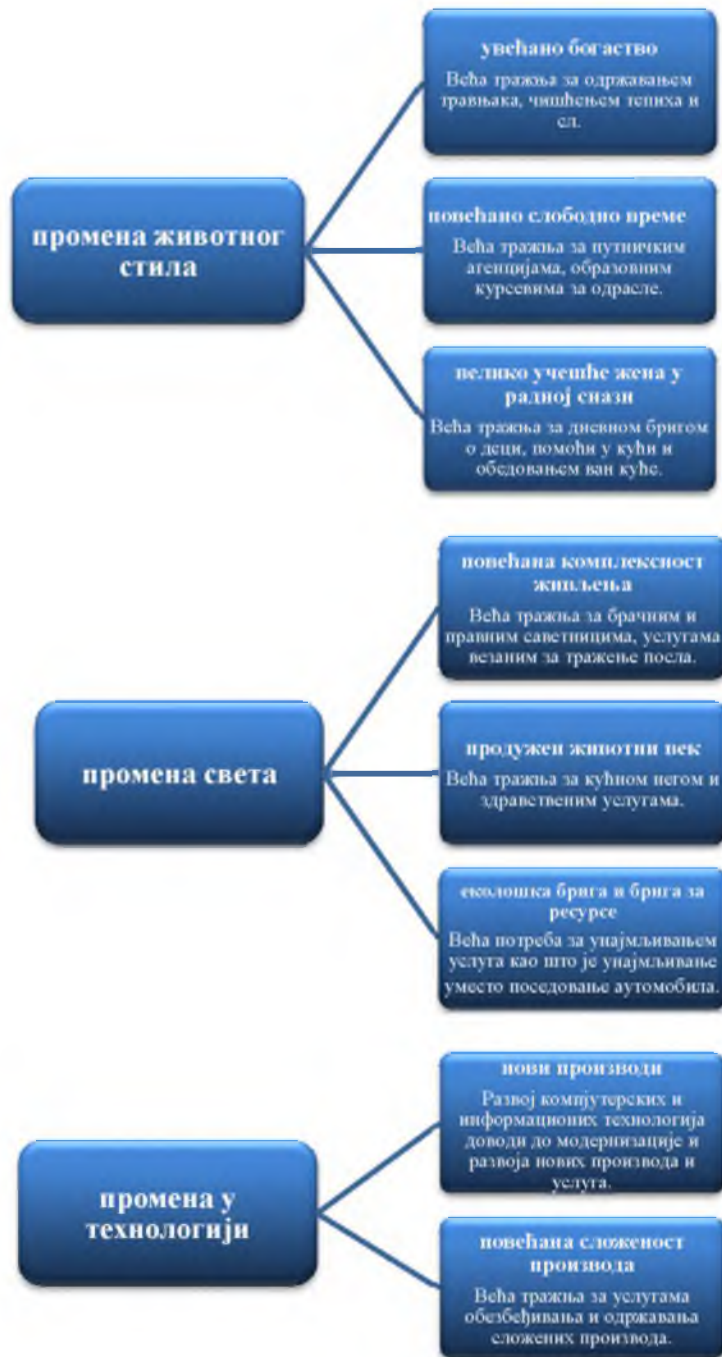 увећано богаство
Већа тражња за одржавањем
травњака, чишћењем тепиха и
сл.
промена животног
стила
повећано слободно време
Већа тражња за путничким
агенцијама, образовним
курсевима за одрасле.
велико учешће жена у
радној снази
Већа тражња за дневном бригом
о деци, помоћи у кући и
обедовањем ван куће.
повећана комплексност
живљења
Већа тражња за брачним и
правним саветницима, услугама
везаним за тражење посла.
промена света
продужен животни век
Већа тражња за кућном негом и
здравственим услугама.
еколошка брига и брига за
ресурсе
Већа потреба за унајмљивањем
услуга као што је унајмљивање
уместо поседовање аутомобила.
нови производи
Развој компјутерских и
информационих технологија
доводи до модернизације и
развоја нових производа и
услуга.
промена у
технологији
повећана сложеност
производа
Већа тражња за услугама
обезбеђивања и одржавања
сложених производа.